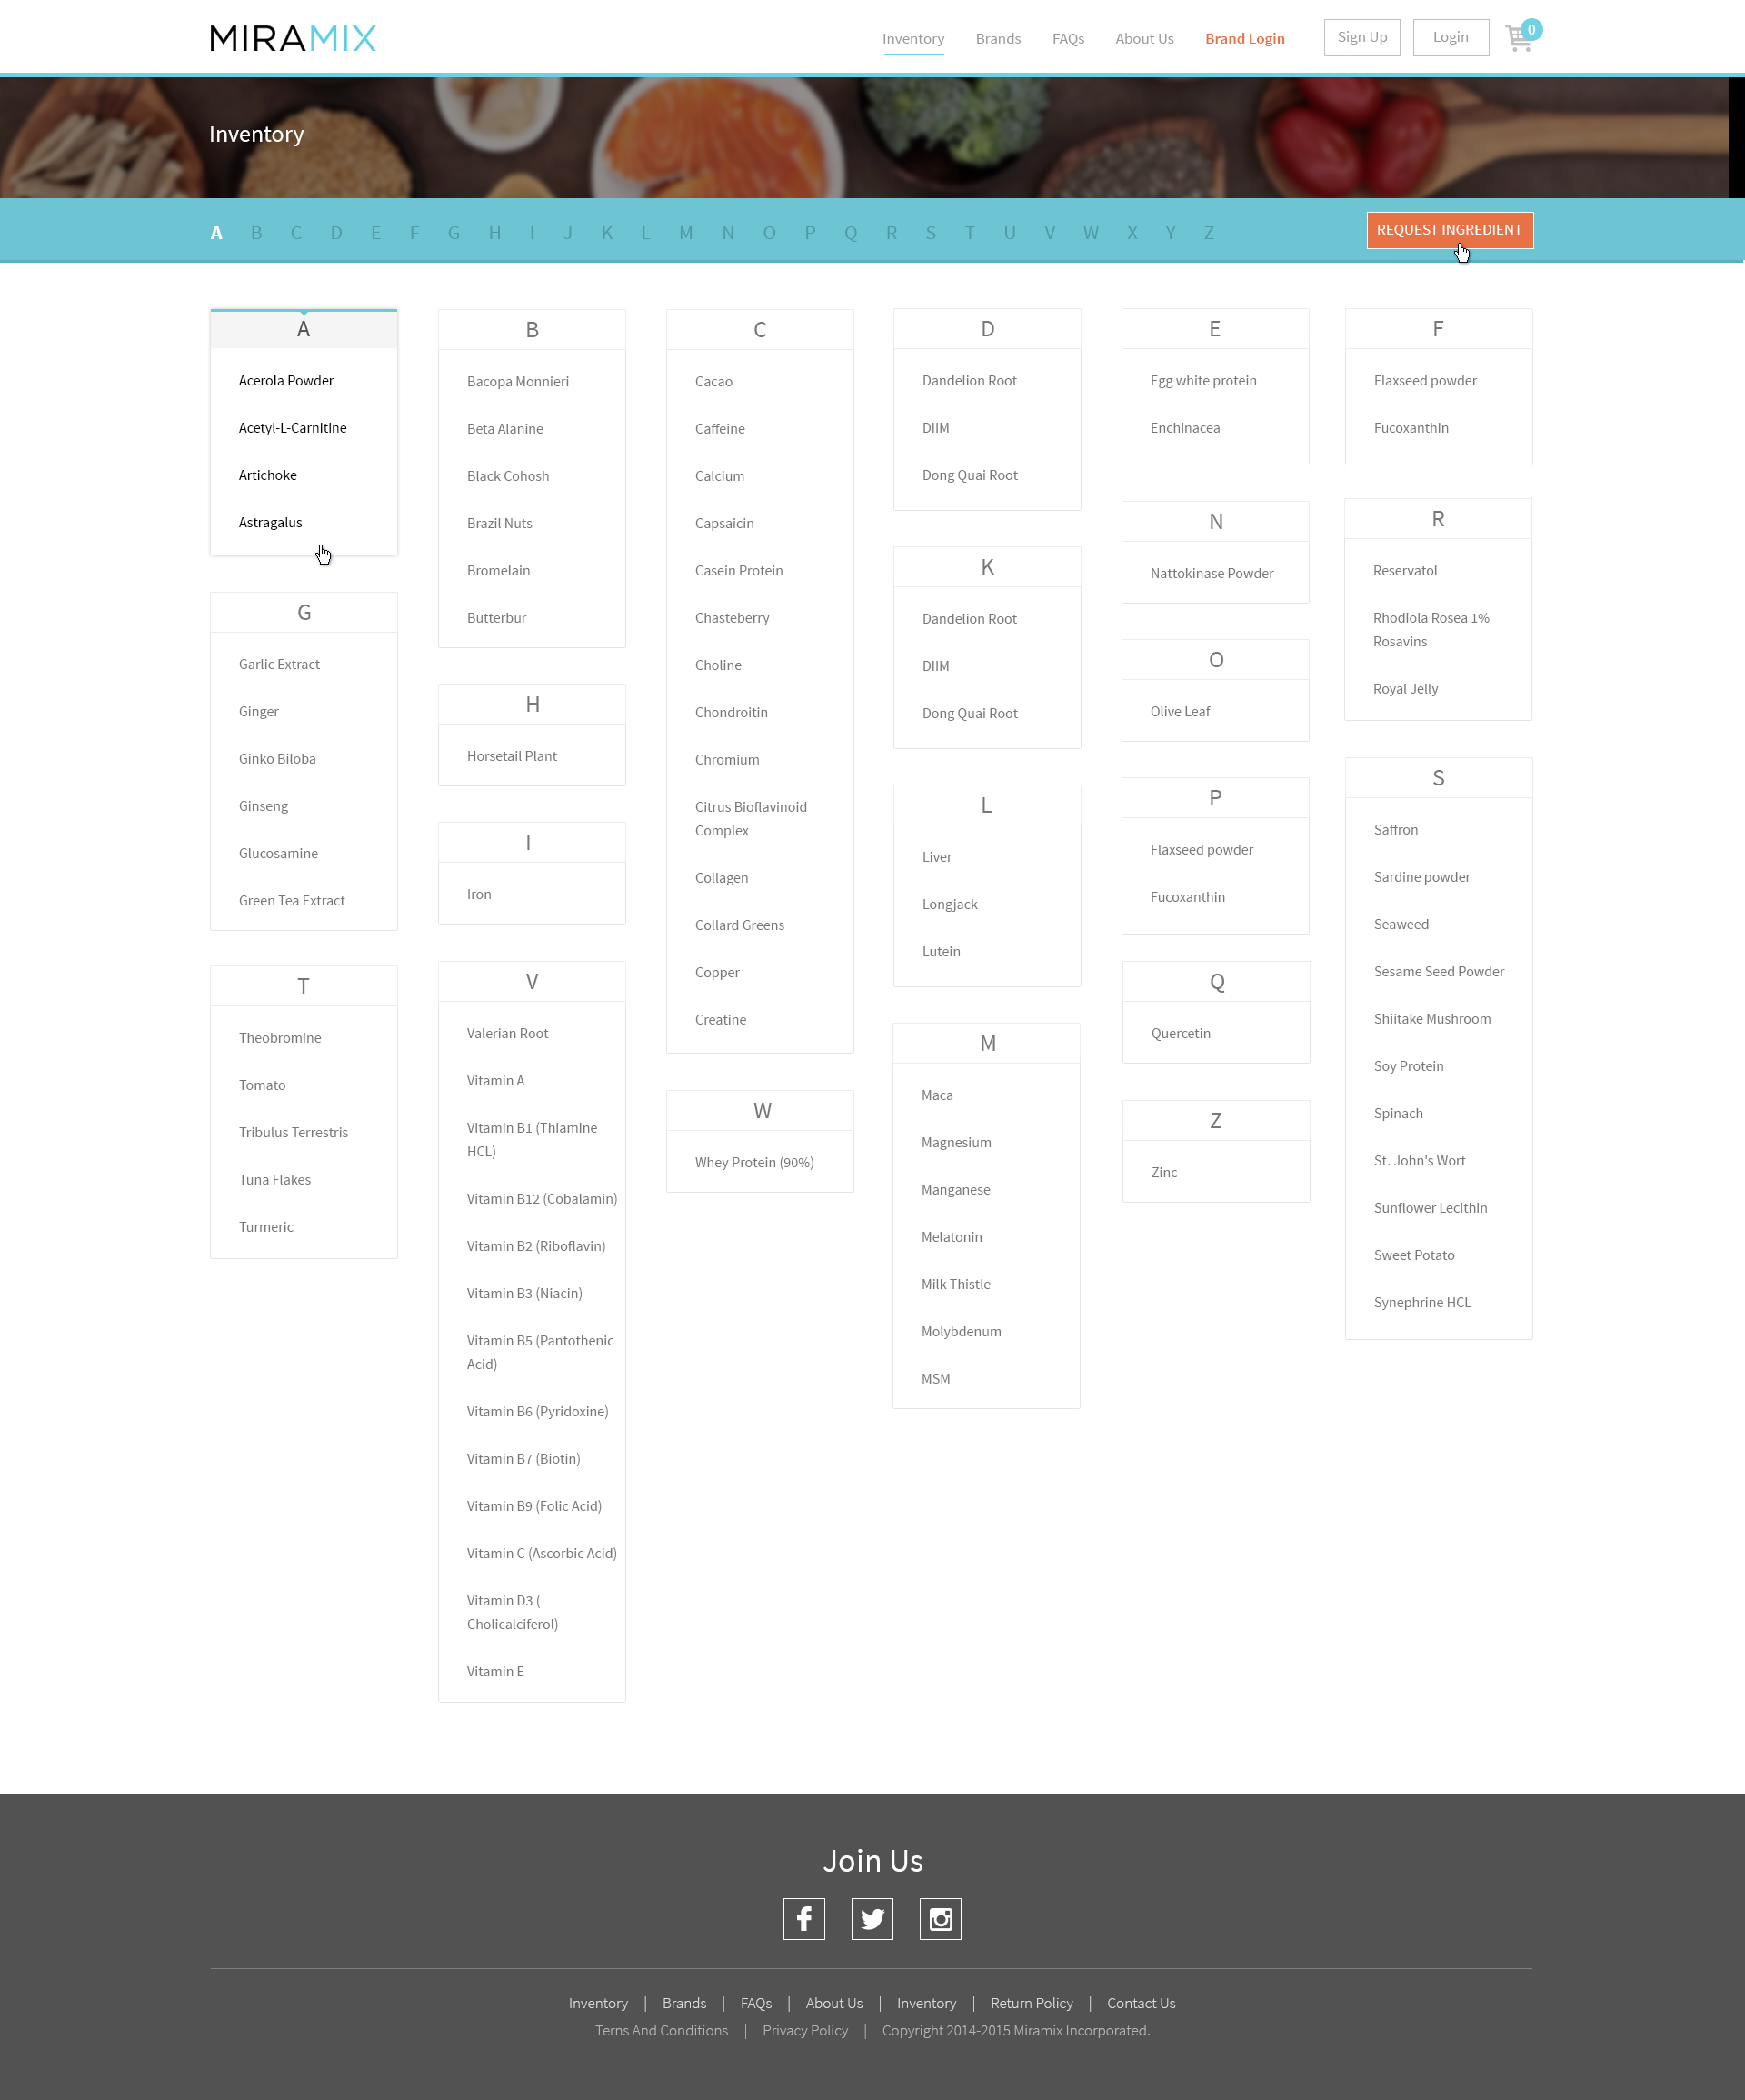 MIRAMIX
Inventory Brands FAQs About Us Brand Login Sign Up Login 0
Inventory
A B C D E F G H I J K L M N O P Q R S T U V W X Y Z REQUEST INGREDIENT
A
Acerola Powder
Acetyl-L-Carnitine
Artichoke
Astragalus
G
Garlic Extract
Ginger
Ginko Biloba
Ginseng
Glucosamine
Green Tea Extract
T
Theobromine
Tomato
Tribulus Terrestris
Tuna Flakes
Turmeric
B
Bacopa Monnieri
Beta Alanine
Black Cohosh
Brazil Nuts
Bromelain
Butterbur
H
Horsetail Plant
I
Iron
V
Valerian Root
Vitamin A
Vitamin B1 (Thiamine
HCL)
Vitamin B12 (Cobalamin)
Vitamin B2 (Riboflavin)
Vitamin B3 (Niacin)
Vitamin B5 (Pantothenic
Acid)
Vitamin B6 (Pyridoxine)
Vitamin B7 (Biotin)
Vitamin B9 (Folic Acid)
Vitamin C (Ascorbic Acid)
Vitamin D3 (
Cholicalciferol)
Vitamin E
C
Cacao
Caffeine
Calcium
Capsaicin
Casein Protein
Chasteberry
Choline
Chondroitin
Chromium
Citrus Bioflavinoid
Complex
Collagen
Collard Greens
Copper
Creatine
W
Whey Protein (90%)
D
Dandelion Root
DIIM
Dong Quai Root
K
Dandelion Root
DIIM
Dong Quai Root
L
Liver
Longjack
Lutein
M
Maca
Magnesium
Manganese
Melatonin
Milk Thistle
Molybdenum
MSM
E
Egg white protein
Enchinacea
N
Nattokinase Powder
O
Olive Leaf
P
Flaxseed powder
Fucoxanthin
Q
Quercetin
Z
Zinc
F
Flaxseed powder
Fucoxanthin
R
Reservatol
Rhodiola Rosea 1%
Rosavins
Royal Jelly
S
Saffron
Sardine powder
Seaweed
Sesame Seed Powder
Shiitake Mushroom
Soy Protein
Spinach
St. John's Wort
Sunflower Lecithin
Sweet Potato
Synephrine HCL
Join Us
Inventory | Brands | FAQs | About Us | Inventory | Return Policy | Contact Us
Terns And Conditions | Privacy Policy | Copyright 2014-2015 Miramix Incorporated.